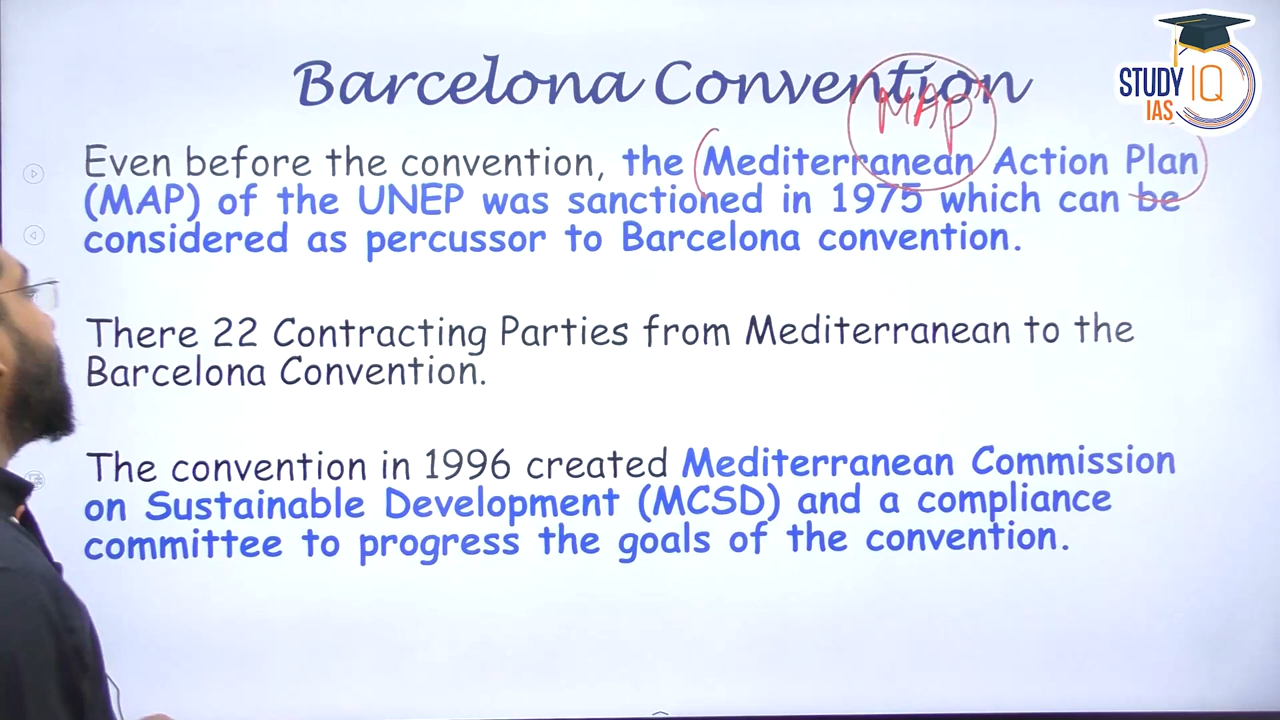 Barcelona Convention
MAP
STUDY IQ
IAS
Even before the convention, the Mediterranean Action Plan
(MAP) of the UNEP was sanctioned in 1975 which can be
considered as percussor to Barcelona convention.
There 22 Contracting Parties from Mediterranean to the
Barcelona Convention.
The convention in 1996 created Mediterranean Commission
on Sustainable Development (MCSD) and a compliance
committee to progress the goals of the convention.